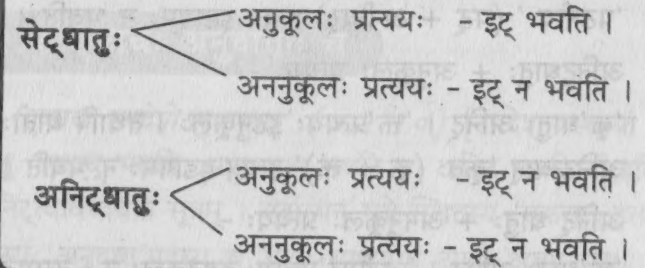 अनुकूलः प्रत्ययः - इट् भवति ।
सेट्धातुः
अननुकूलः प्रत्ययः - इट् न भवति ।
अनुकूलः प्रत्ययः - इट् न भवति ।
अनिट्धातुः
अननुकूलः प्रत्ययः - इट् न भवति ।